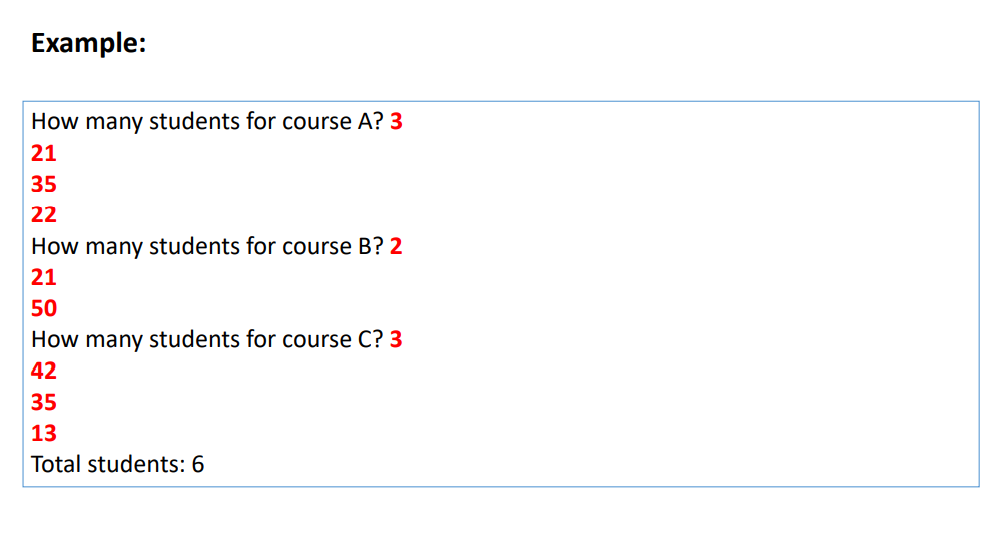 Example:
How many students for course A? 3
21
35
22
How many students for course B? 2
21
50
How many students for course C? 3
42
35
13
Total students: 6